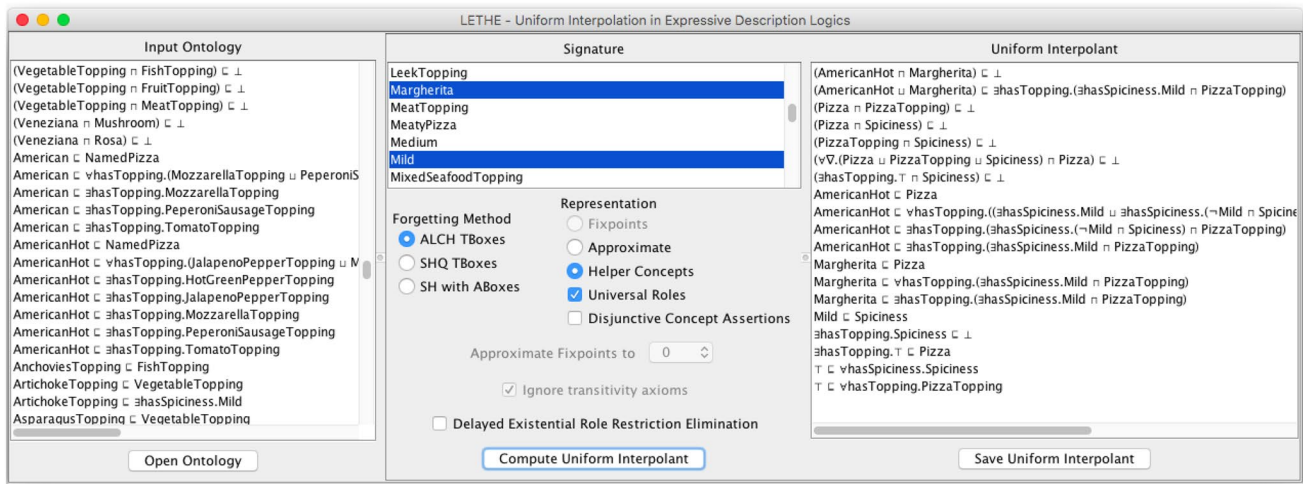 LETHE - Uniform Interpolation in Expressive Description Logics
Input Ontology
(VegetableTopping ⊓ FishTopping) ⊑ ⊥
(VegetableTopping ⊓ FruitTopping) ⊑ ⊥
(VegetableTopping ⊓ MeatTopping) ⊑ ⊥
(Veneziana ⊓ Mushroom) ⊑ ⊥
(Veneziana ⊓ Rosa) ⊑ ⊥
American ⊑ NamedPizza
American ⊑ ∀hasTopping.(MozzarellaTopping ⊔ PeperoniS
American ⊑ ∃hasTopping.MozzarellaTopping
American ⊑ ∃hasTopping.PeperoniSausageTopping
American ⊑ ∃hasTopping.TomatoTopping
AmericanHot ⊑ NamedPizza
AmericanHot ⊑ ∀hasTopping.(JalapenoPepperTopping ⊔ M
AmericanHot ⊑ ∃hasTopping.HotGreenPepperTopping
AmericanHot ⊑ ∃hasTopping.JalapenoPepperTopping
AmericanHot ⊑ ∃hasTopping.MozzarellaTopping
AmericanHot ⊑ ∃hasTopping.PeperoniSausageTopping
AmericanHot ⊑ ∃hasTopping.TomatoTopping
AnchoviesTopping ⊑ FishTopping
ArtichokeTopping ⊑ VegetableTopping
ArtichokeTopping ⊑ ∃hasSpiciness.Mild
AsparagusTopping ⊑ VegetableTopping
Open Ontology
Signature
LeekTopping
Margherita
MeatTopping
MeatyPizza
Medium
Mild
MixedSeafoodTopping
Forgetting Method
ALCH TBoxes
SHQ TBoxes
SH with ABoxes
Representation
Fixpoints
Approximate
Helper Concepts
Universal Roles
Disjunctive Concept Assertions
Approximate Fixpoints to 0
Ignore transitivity axioms
Delayed Existential Role Restriction Elimination
Compute Uniform Interpolant
Uniform Interpolant
(AmericanHot ⊓ Margherita) ⊑ ⊥
(AmericanHot ⊔ Margherita) ⊑ ∃hasTopping.(∃hasSpiciness.Mild ⊓ PizzaTopping)
(Pizza ⊓ PizzaTopping) ⊑ ⊥
(Pizza ⊓ Spiciness) ⊑ ⊥
(PizzaTopping ⊓ Spiciness) ⊑ ⊥
(∀∇.(Pizza ⊔ PizzaTopping ⊔ Spiciness) ⊓ Pizza) ⊑ ⊥
(∃hasTopping.⊤ ⊓ Spiciness) ⊑ ⊥
AmericanHot ⊑ Pizza
AmericanHot ⊑ ∀hasTopping.((∃hasSpiciness.Mild ⊔ ∃hasSpiciness.(¬Mild ⊓ Spicine
AmericanHot ⊑ ∃hasTopping.(∃hasSpiciness.(¬Mild ⊓ Spiciness) ⊓ PizzaTopping)
AmericanHot ⊑ ∃hasTopping.(∃hasSpiciness.Mild ⊓ PizzaTopping)
Margherita ⊑ Pizza
Margherita ⊑ ∀hasTopping.(∃hasSpiciness.Mild ⊓ PizzaTopping)
Margherita ⊑ ∃hasTopping.(∃hasSpiciness.Mild ⊓ PizzaTopping)
Mild ⊑ Spiciness
∃hasTopping.Spiciness ⊑ ⊥
∃hasTopping.⊤ ⊑ Pizza
⊤ ⊑ ∀hasSpiciness.Spiciness
⊤ ⊑ ∀hasTopping.PizzaTopping
Save Uniform Interpolant